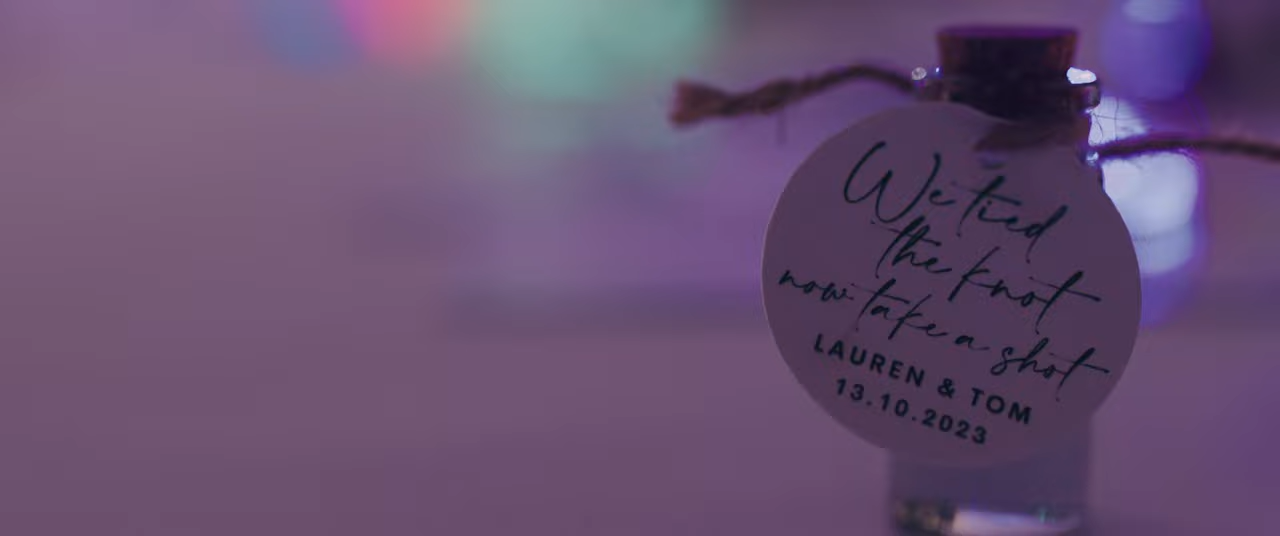 We tied
the knot
now take a shot
LAUREN & TOM
13.10.2023